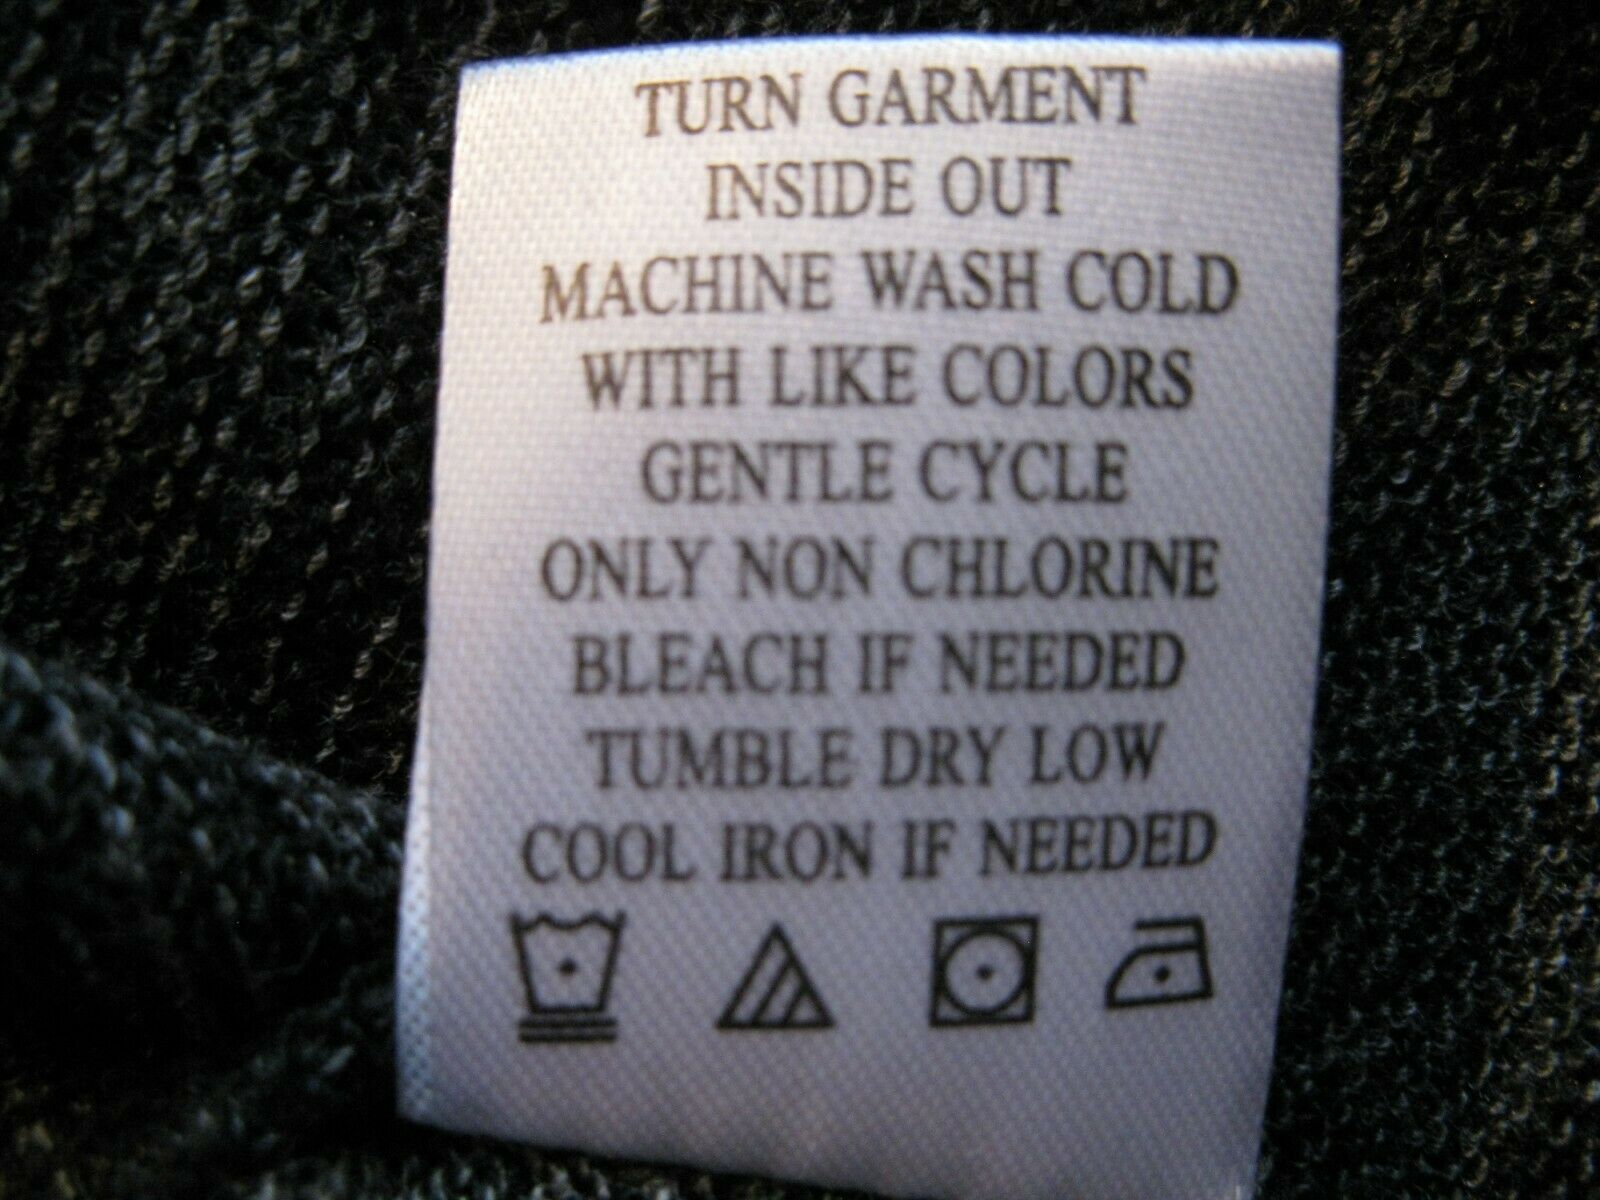 TURN GARMENT
INSIDE OUT
MACHINE WASH COLD
WITH LIKE COLORS
GENTLE CYCLE
ONLY NON CHLORINE
BLEACH IF NEEDED
TUMBLE DRY LOW
COOL IRON IF NEEDED